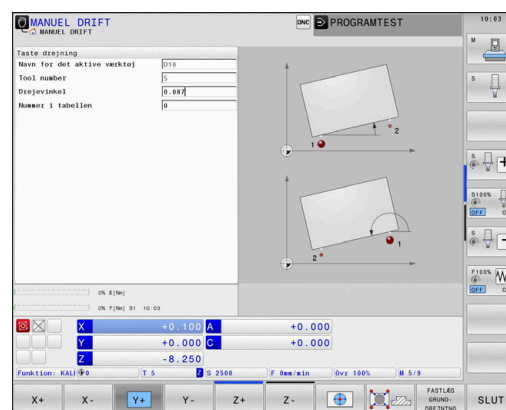 MANUEL DRIFT
MANUEL DRIFT
DNC
PROGRAMTEST
10:03
Taste drejning
Navn for det aktive værktøj D10
Tool number 5
Drejevinkel 0.087
Nummer i tabellen 0
1
2
1
2
M
S
S
S100%
OFF
S
F100%
OFF
0% X[Nm]
0% Y[Nm] S1 10:03
X +0.100 A +0.000
Y +0.000 C +0.000
Z -8.250
T 5
Z S 2500
F 0mm/min
Ovr 100%
M 5/9
X+
X-
Y+
Y-
Z+
Z-
FASTLÆG
GRUND-
DREJNING
SLUT